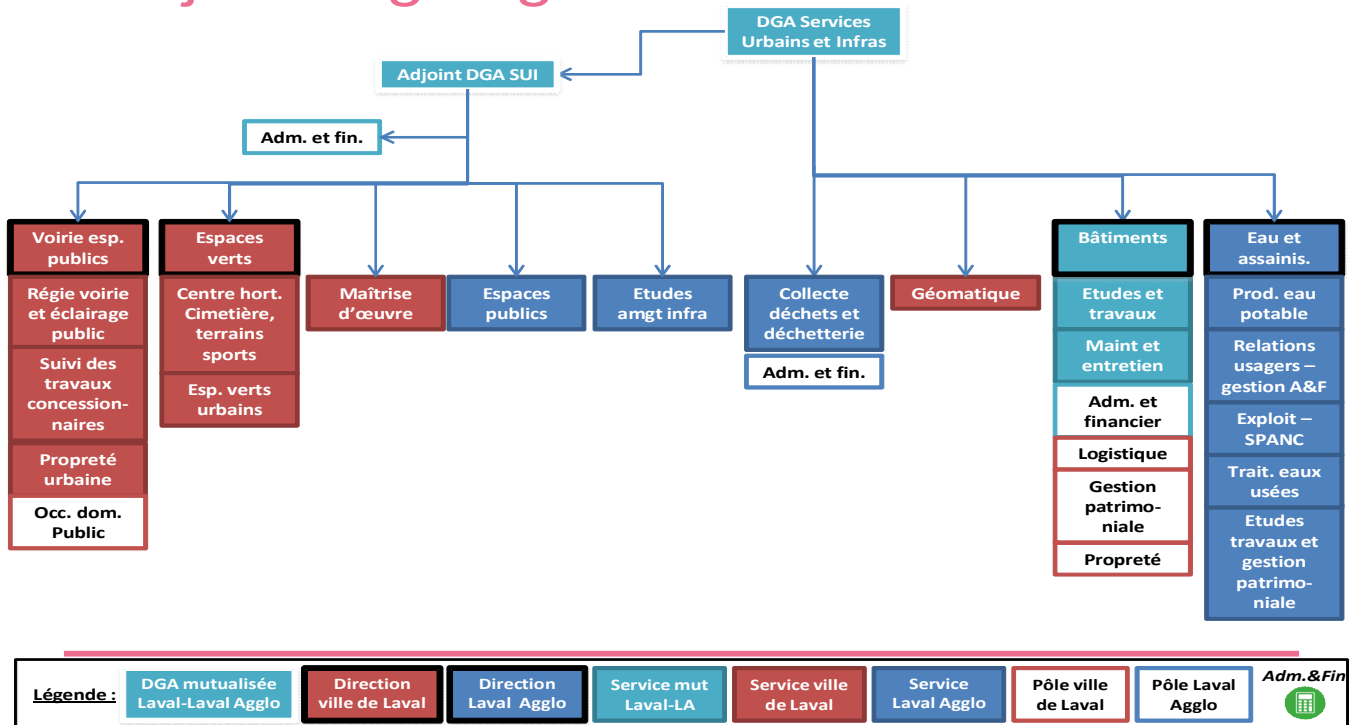 DGA Services
Urbains et Infras
Adjoint DGA SUI
Adm. et fin.
Voirie esp.
publics
Régie voirie
et éclairage
public
Suivi des
travaux
concession-
naires
Propreté
urbaine
Occ. dom.
Public
Espaces
verts
Centre hort.
Cimetière,
terrains
sports
Esp. verts
urbains
Maîtrise
d’œuvre
Espaces
publics
Etudes
amgt infra
Collecte
déchets et
déchetterie
Adm. et fin.
Géomatique
Bâtiments
Etudes et
travaux
Maint et
entretien
Adm. et
financier
Logistique
Gestion
patrimo-
niale
Propreté
Eau et
assainis.
Prod. eau
potable
Relations
usagers –
gestion A&F
Exploit –
SPANC
Trait. eaux
usées
Etudes
travaux et
gestion
patrimo-
niale
Légende :
DGA mutualisée
Laval-Laval Agglo
Direction
ville de Laval
Direction
Laval Agglo
Service mut
Laval-LA
Service ville
de Laval
Service
Laval Agglo
Pôle ville
de Laval
Pôle Laval
Agglo
Adm.&Fin